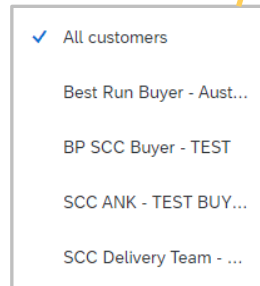 All customers
Best Run Buyer - Aust...
BP SCC Buyer - TEST
SCC ANK - TEST BUY...
SCC Delivery Team - ...